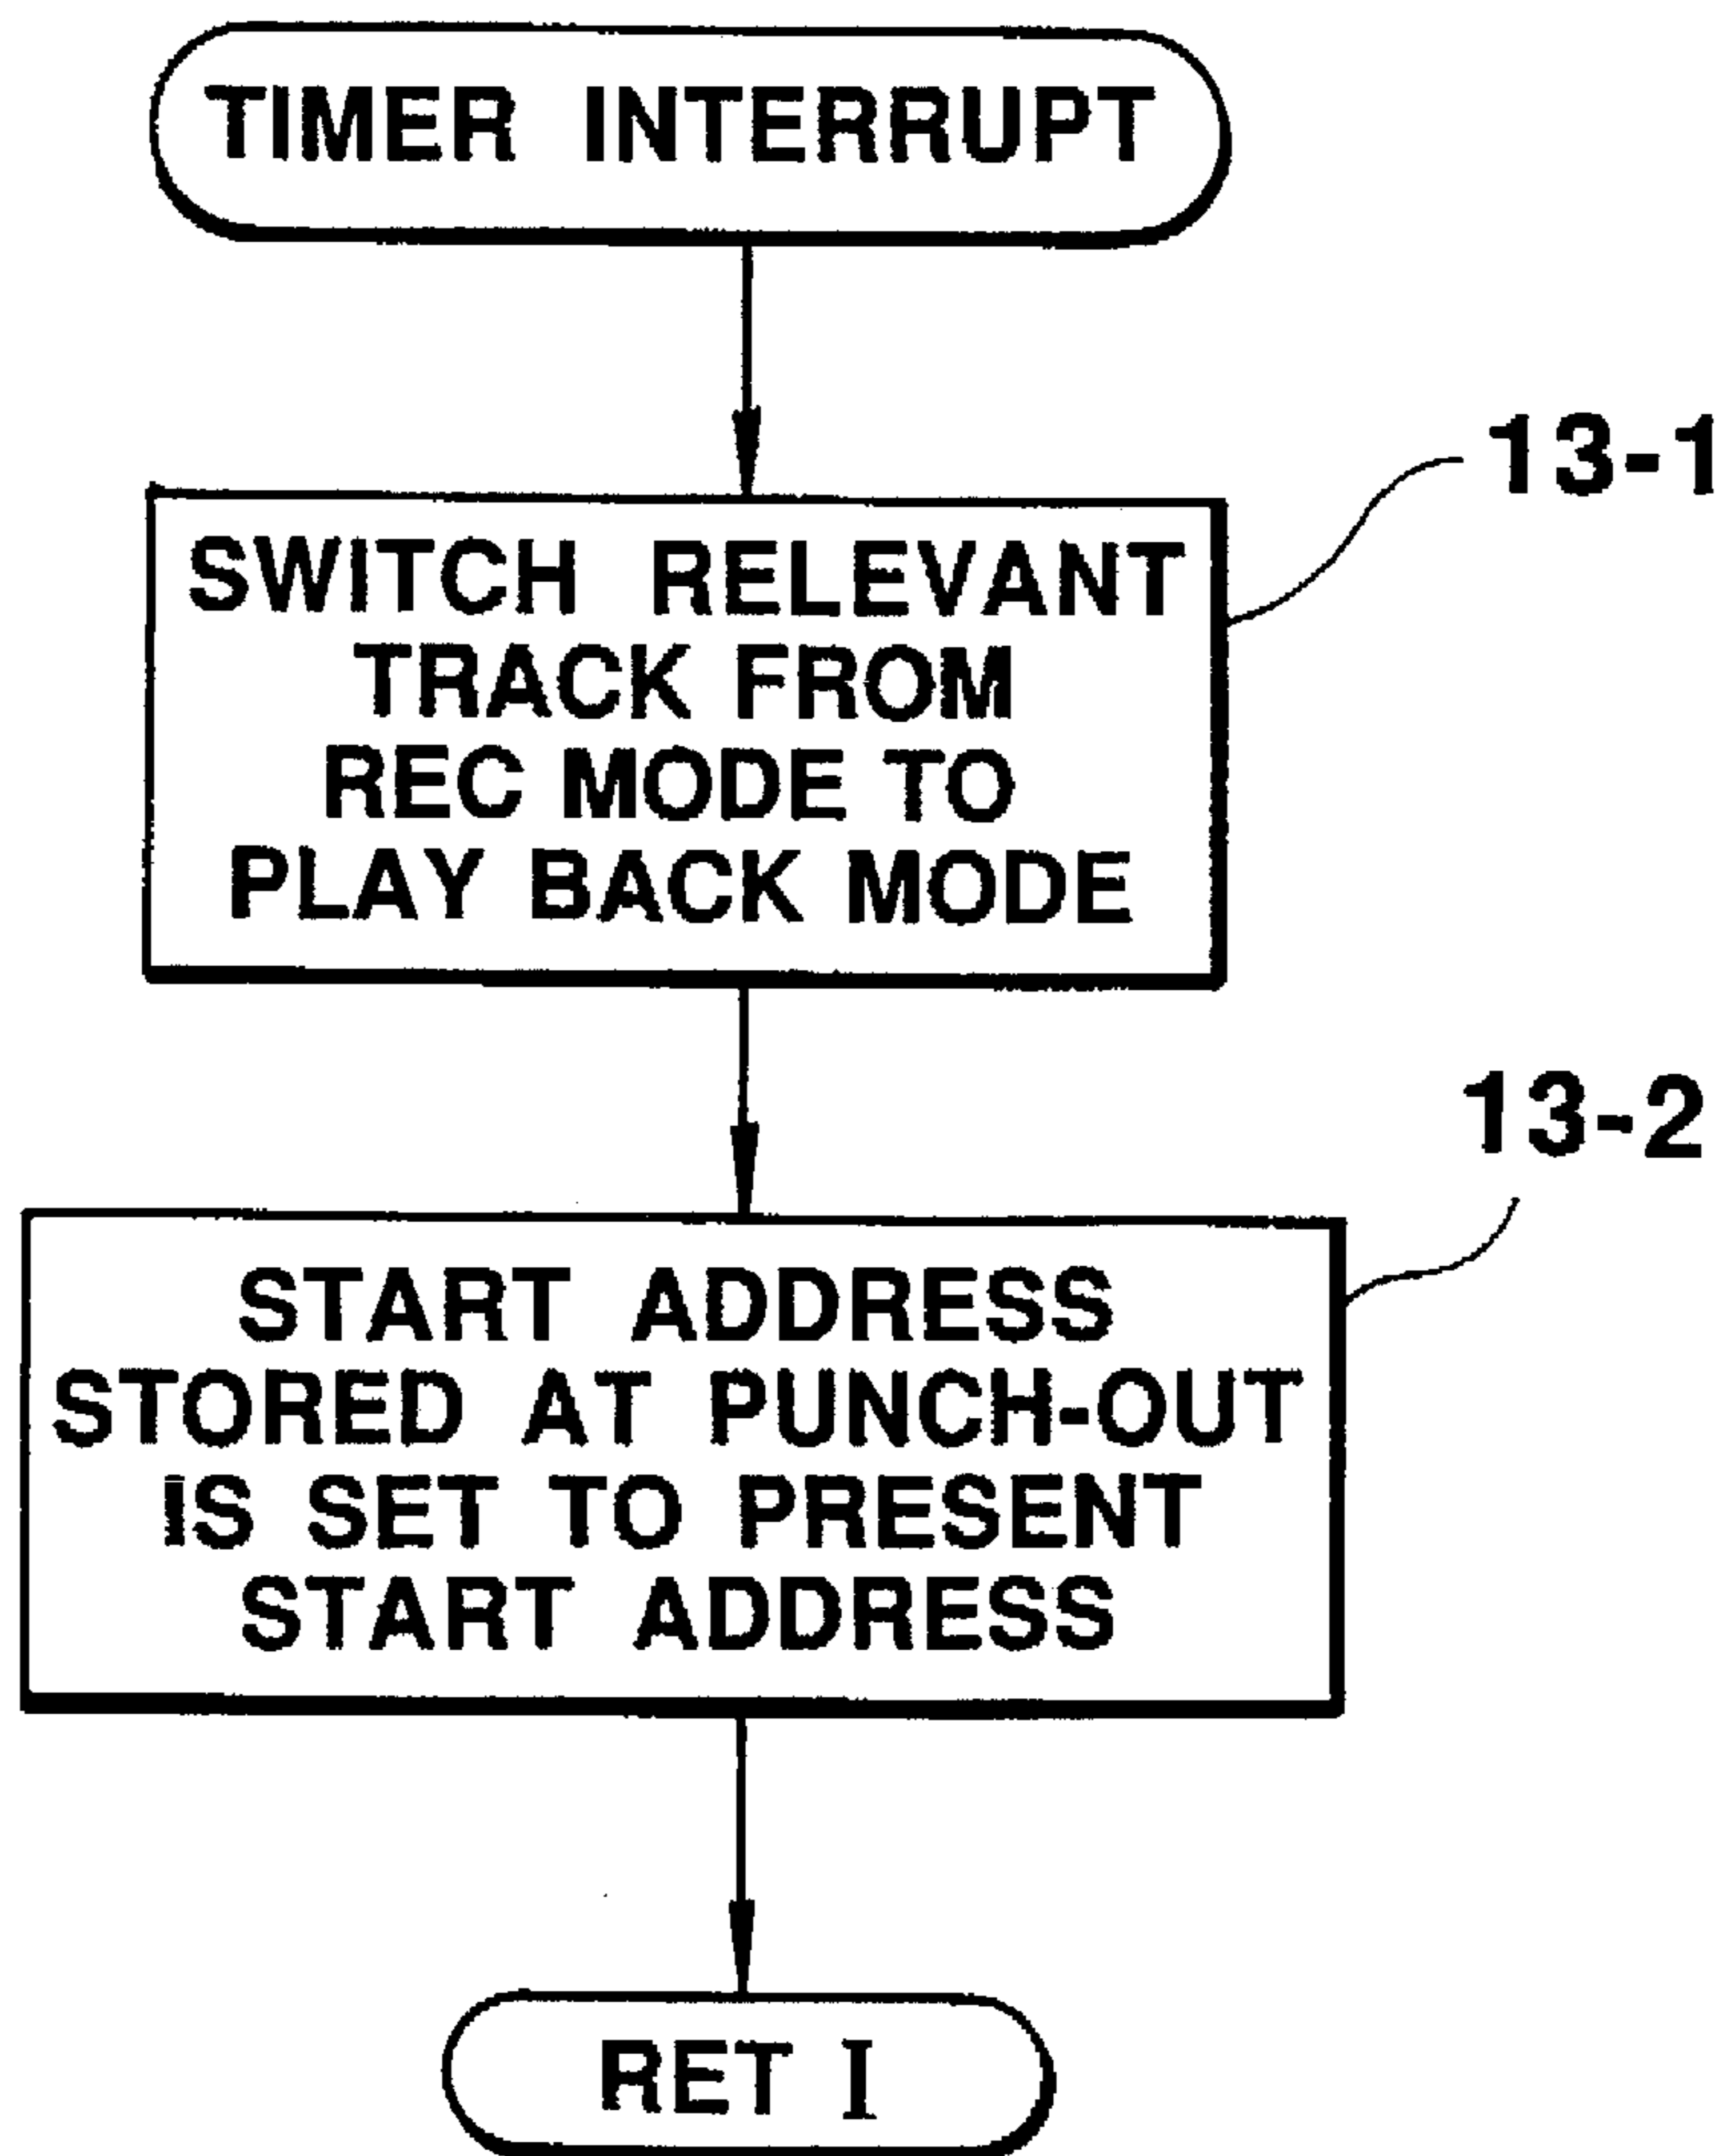 TIMER INTERRUPT
13-1
SWITCH RELEVANT
TRACK FROM
REC MODE TO
PLAY BACK MODE
13-2
START ADDRESS
STORED AT PUNCH-OUT
IS SET TO PRESENT
START ADDRESS
RET I